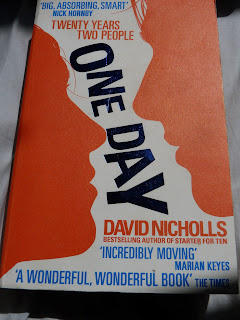 'BIG, ABSORBING, SMART'
NICK HORNBY
TWENTY YEARS
TWO PEOPLE
ONE DAY
DAVID NICHOLLS
BESTSELLING AUTHOR OF STARTER FOR TEN
'INCREDIBLY MOVING'
MARIAN KEYES
'A WONDERFUL, WONDERFUL BOOK' THE TIMES